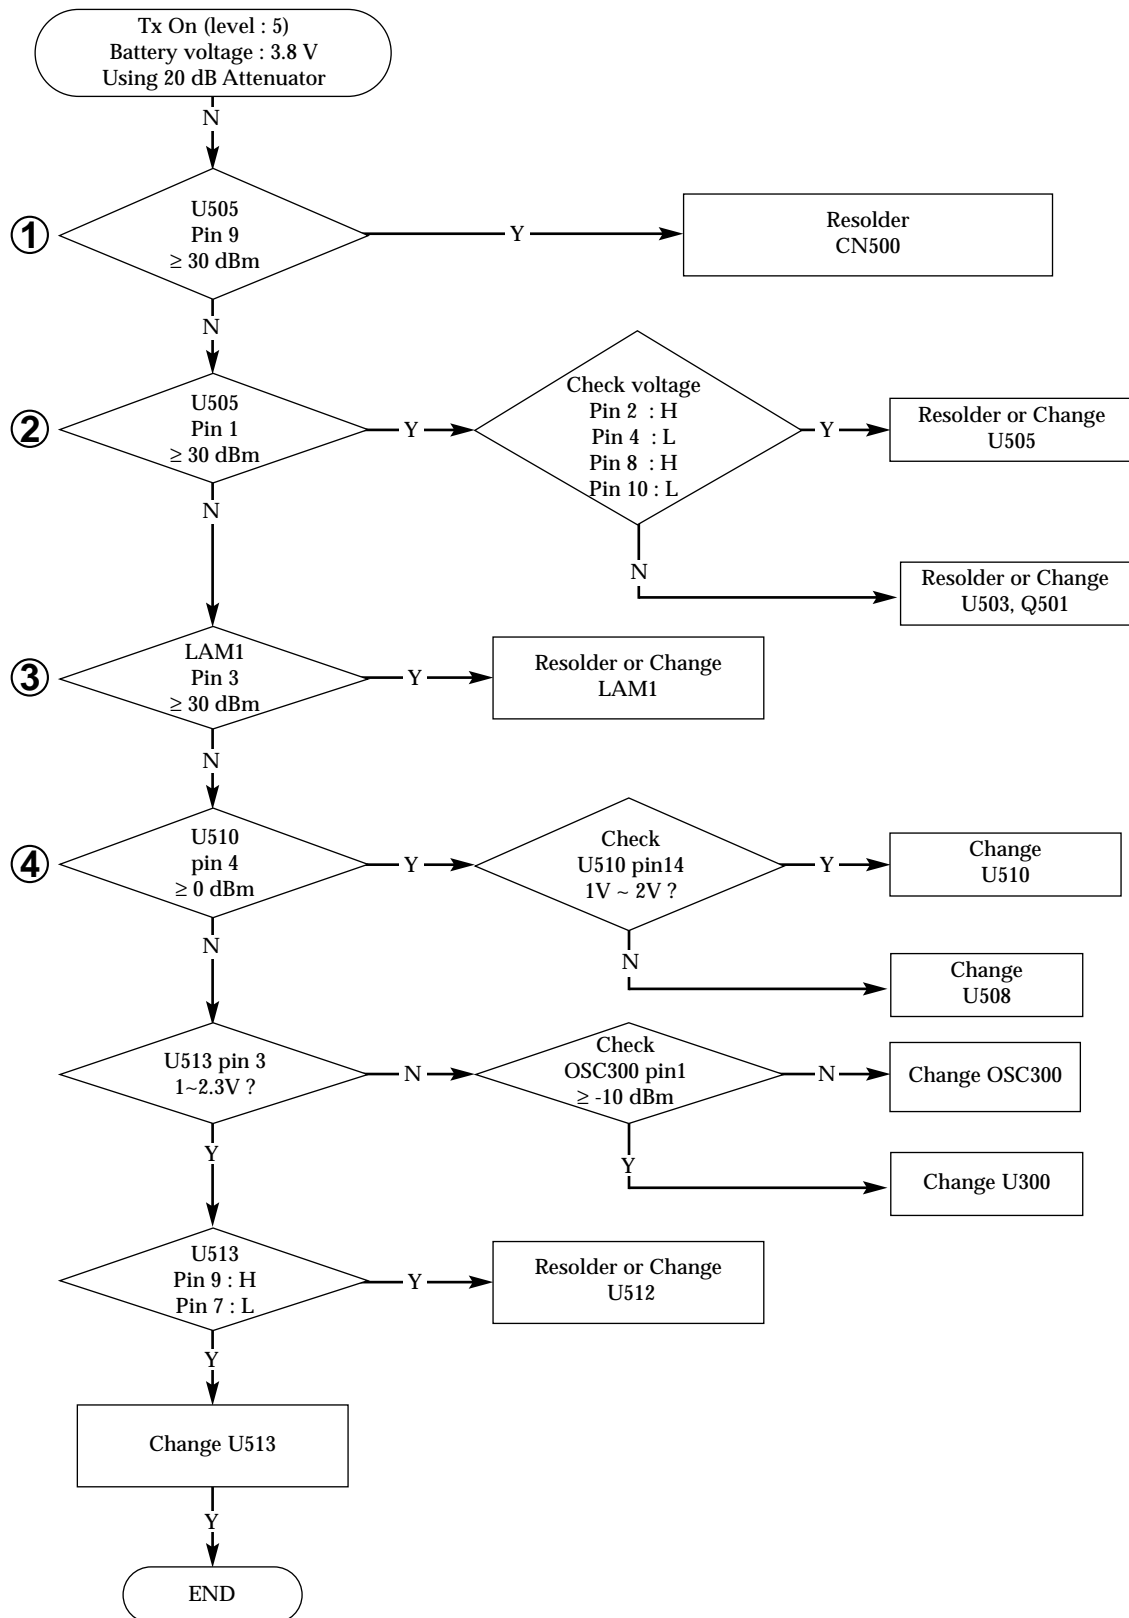 Tx On (level : 5)
Battery voltage : 3.8 V
Using 20 dB Attenuator
N
1
U505
Pin 9
≥ 30 dBm
Y
Resolder
CN500
N
2
U505
Pin 1
≥ 30 dBm
Y
Check voltage
Pin 2 : H
Pin 4 : L
Pin 8 : H
Pin 10 : L
Y
Resolder or Change
U505
N
N
Resolder or Change
U503, Q501
3
LAM1
Pin 3
≥ 30 dBm
Y
Resolder or Change
LAM1
N
4
U510
pin 4
≥ 0 dBm
Y
Check
U510 pin14
1V ~ 2V ?
Y
Change
U510
N
N
Change
U508
U513 pin 3
1~2.3V ?
N
Check
OSC300 pin1
≥ -10 dBm
N
Change OSC300
Y
Y
Change U300
U513
Pin 9 : H
Pin 7 : L
Y
Resolder or Change
U512
Y
Change U513
Y
END